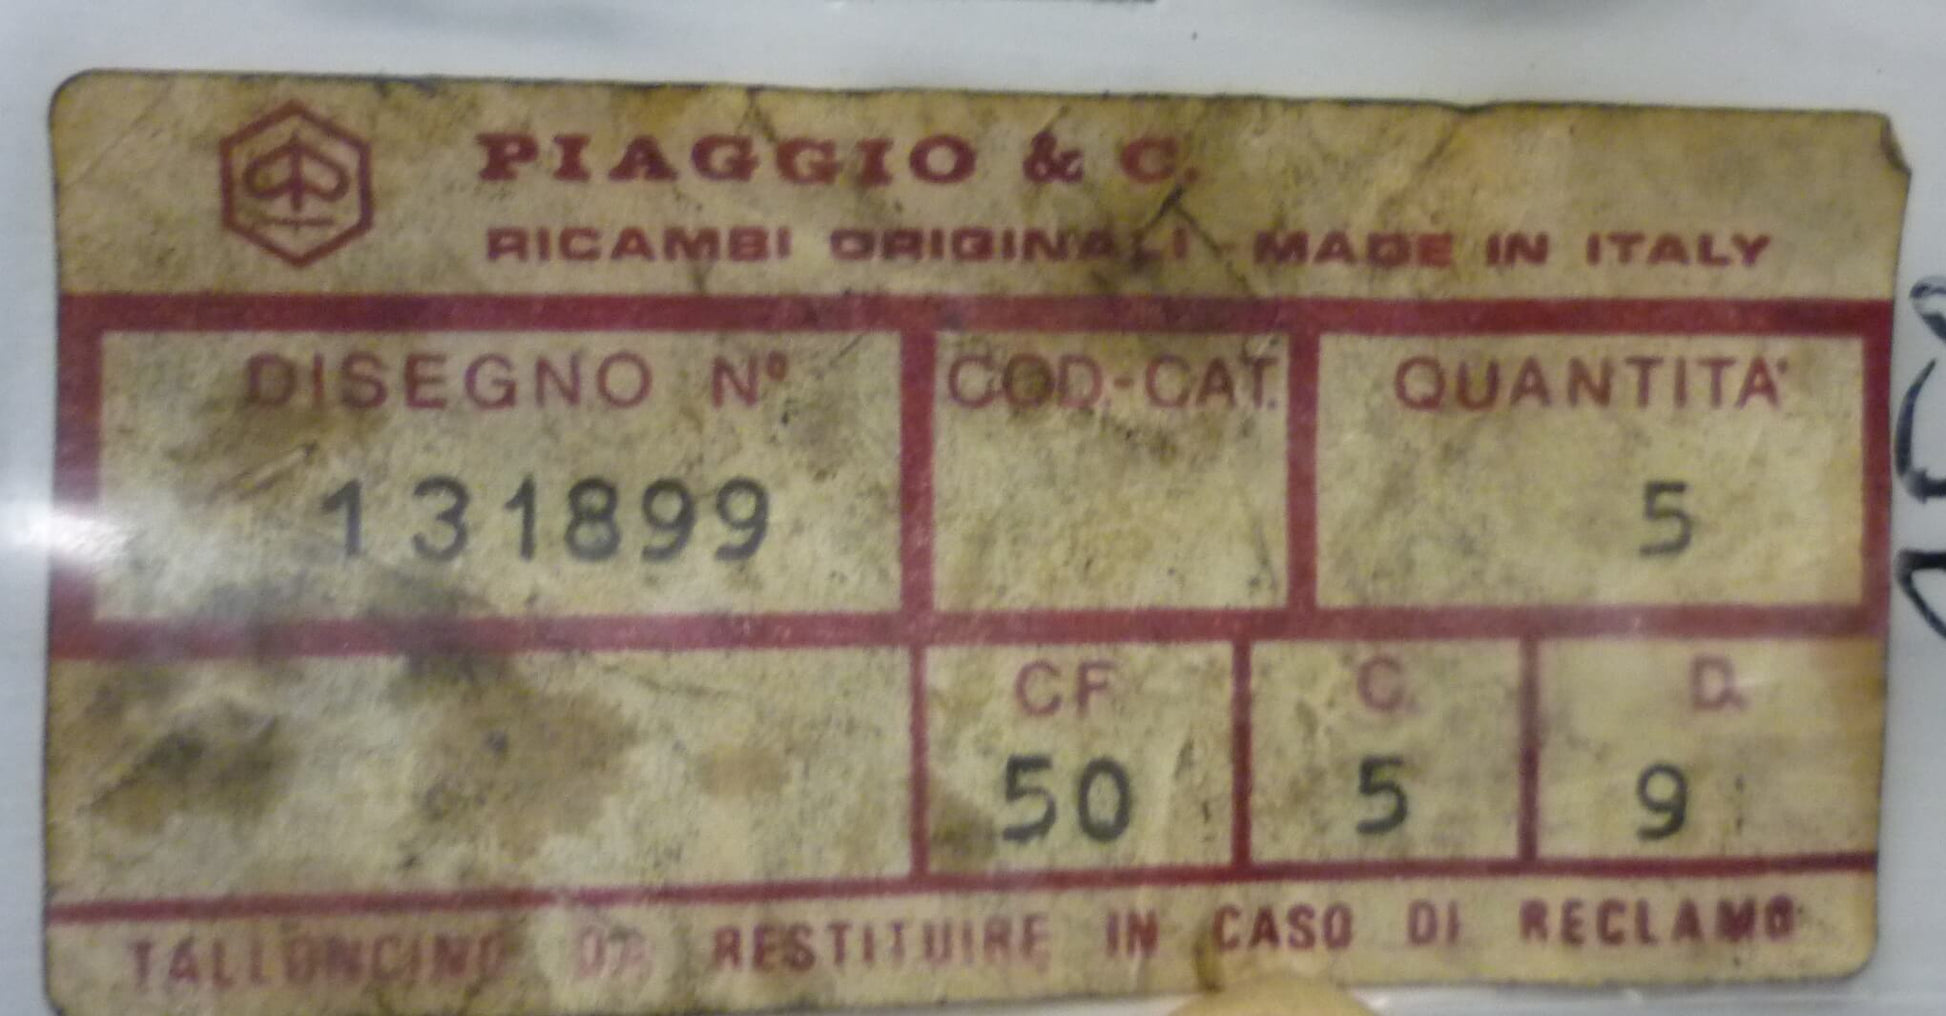 PIAGGIO & C.
RICAMBI ORIGINALI - MADE IN ITALY
DISEGNO Nº COD.-CAT. QUANTITA'
131899 5
CF. C. D.
50 5 9
TALLONCINO DA RESTITUIRE IN CASO DI RECLAMO